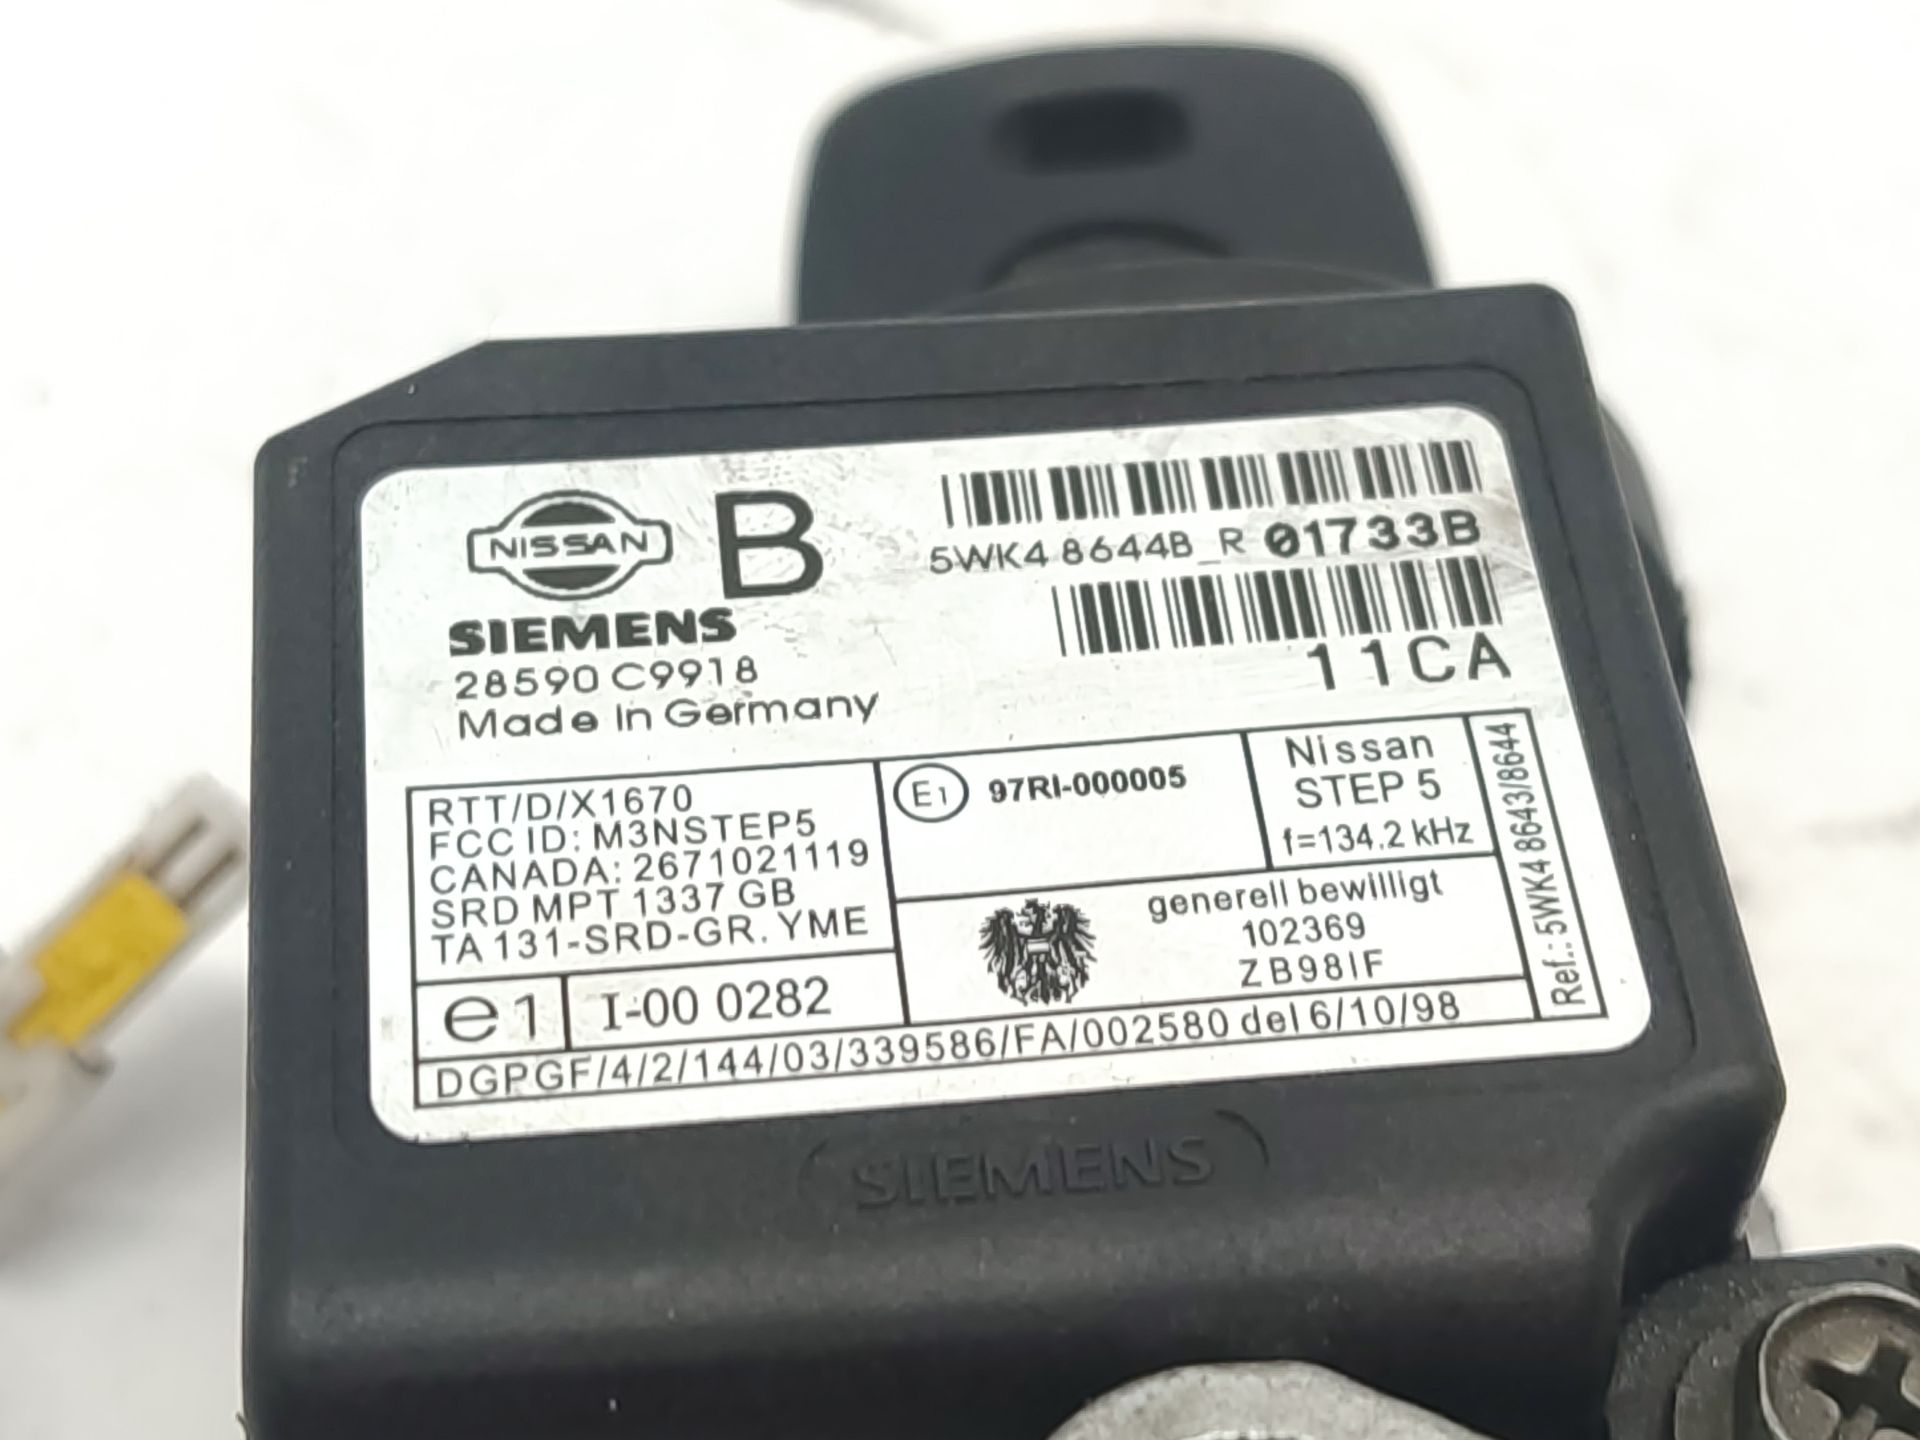 NISSAN
B
5WK4 8644B_R 01733B
SIEMENS
28590 C9918
11CA
Made In Germany
RTT/D/X1670
FCC ID: M3NSTEP5
CANADA: 2671021119
SRD MPT 1337 GB
TA 131-SRD-GR. YME
E1 97RI-000005
Nissan
STEP 5
f=134.2 kHz
generell bewilligt
102369
ZB98IF
e1 I-00 0282
DGPGF/4/2/144/03/339586/FA/002580 del 6/10/98
Ref.: 5WK4 8643/8644
SIEMENS